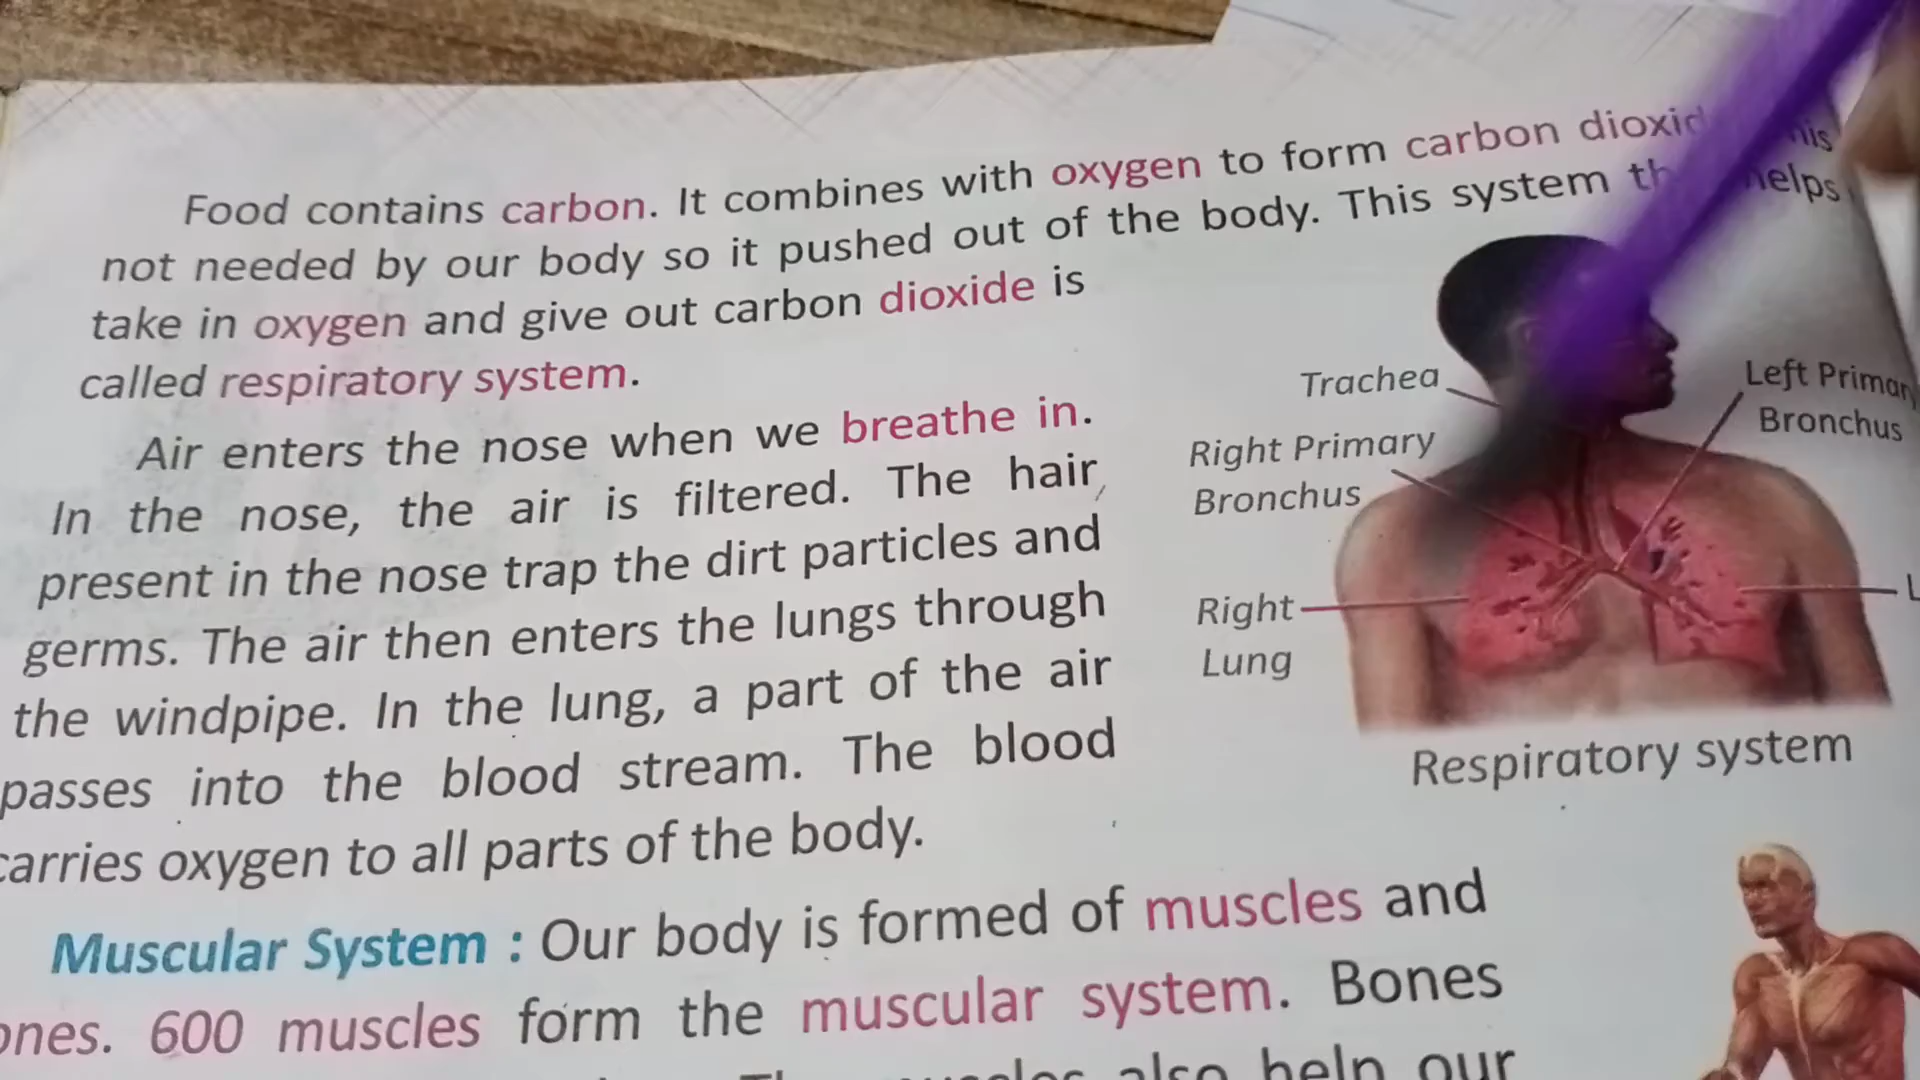 Food contains carbon. It combines with oxygen to form carbon
not needed by our body so it pushed out of the body. This system helps
take in oxygen and give out carbon dioxide is
called respiratory system.
Air enters the nose when we breathe in.
In the nose, the air is filtered. The hair
present in the nose trap the dirt particles and
germs. The air then enters the lungs through
the windpipe. In the lung, a part of the air
passes into the blood stream. The blood
carries oxygen to all parts of the body.
Trachea
Left
Bronchus
Right Primary
Bronchus
Right
Lung
Respiratory system
Muscular System : Our body is formed of muscles and
600 muscles form the muscular system. Bones
also help our